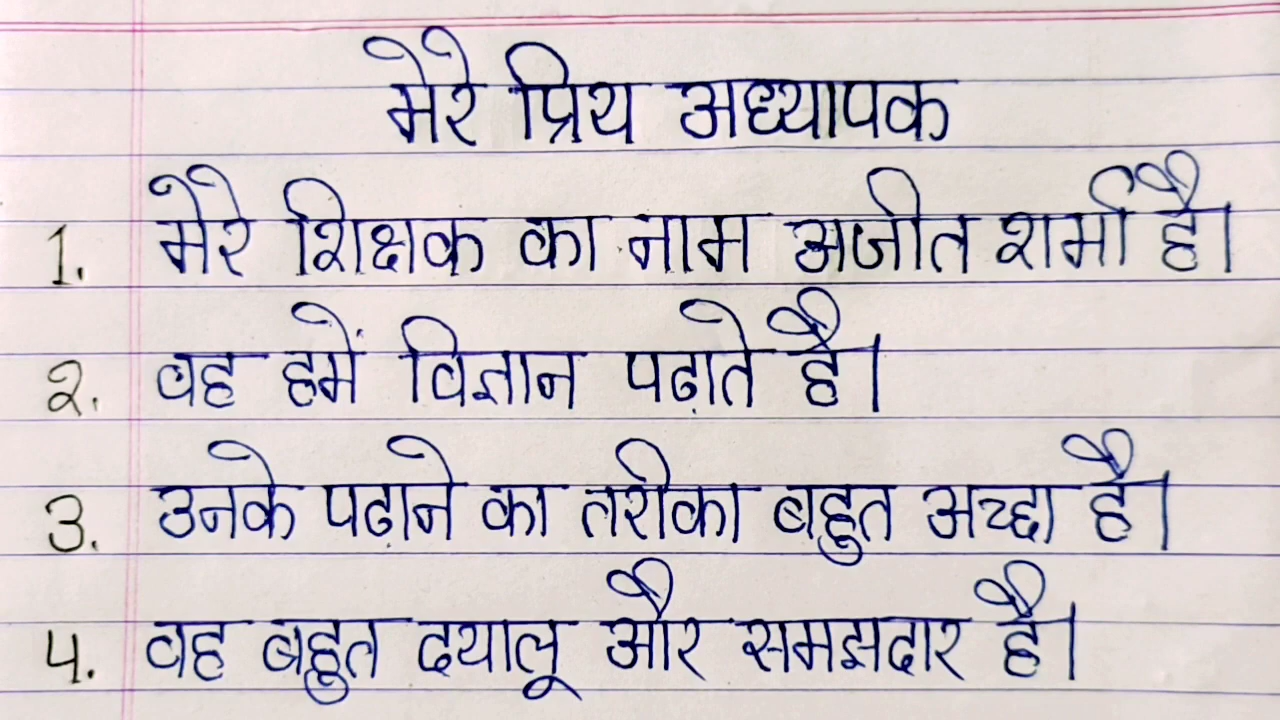 मेरे प्रिय अध्यापक
1. मेरे शिक्षक का नाम अजीत शर्मा है।
2. वह हमें विज्ञान पढ़ाते है।
3. उनके पढ़ाने का तरीका बहुत अच्छा है।
4. वह बहुत दयालू और समझदार है।